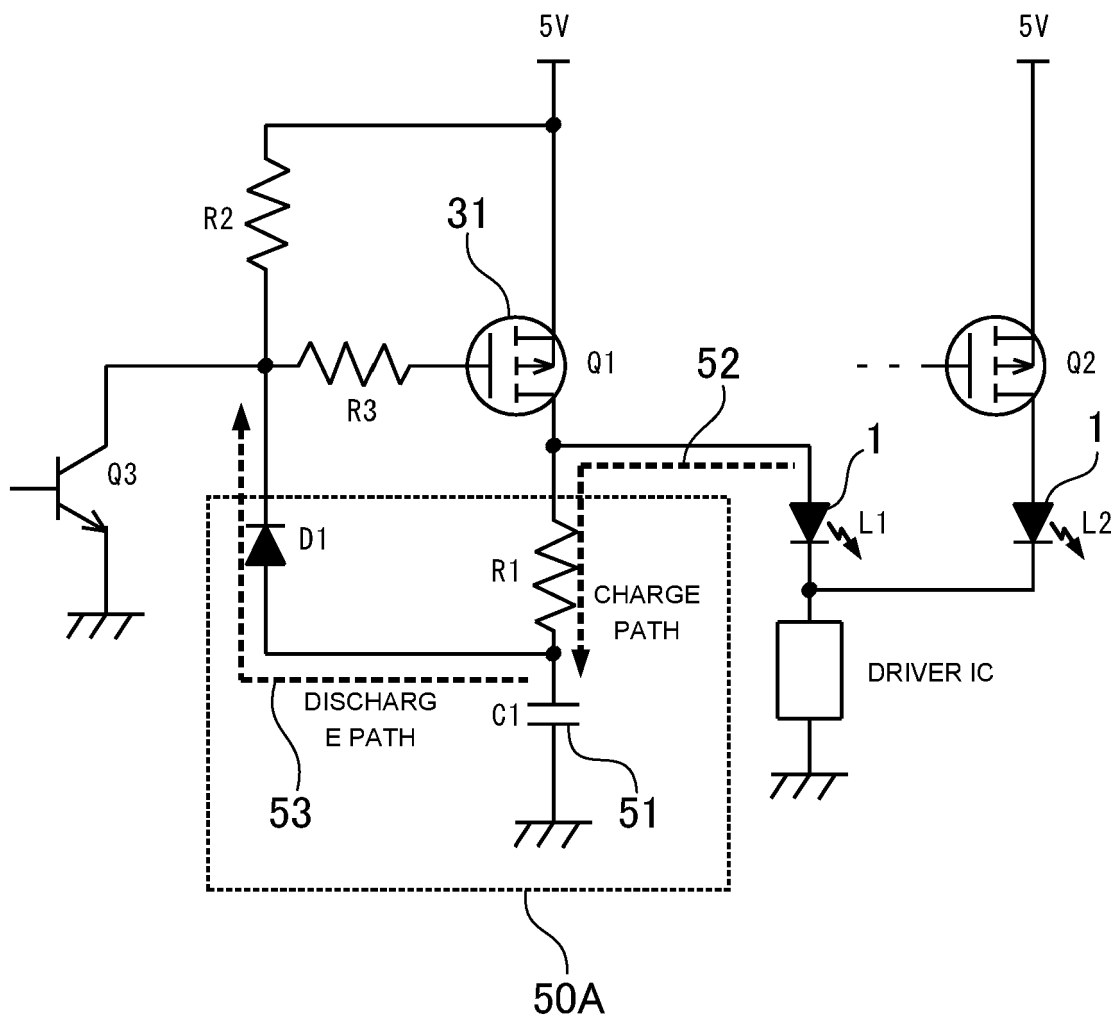 5V
5V
R2
31
Q1
52
Q2
R3
1
1
Q3
D1
L1
L2
R1
CHARGE
PATH
DRIVER IC
DISCHARG
E PATH
C1
53
51
50A